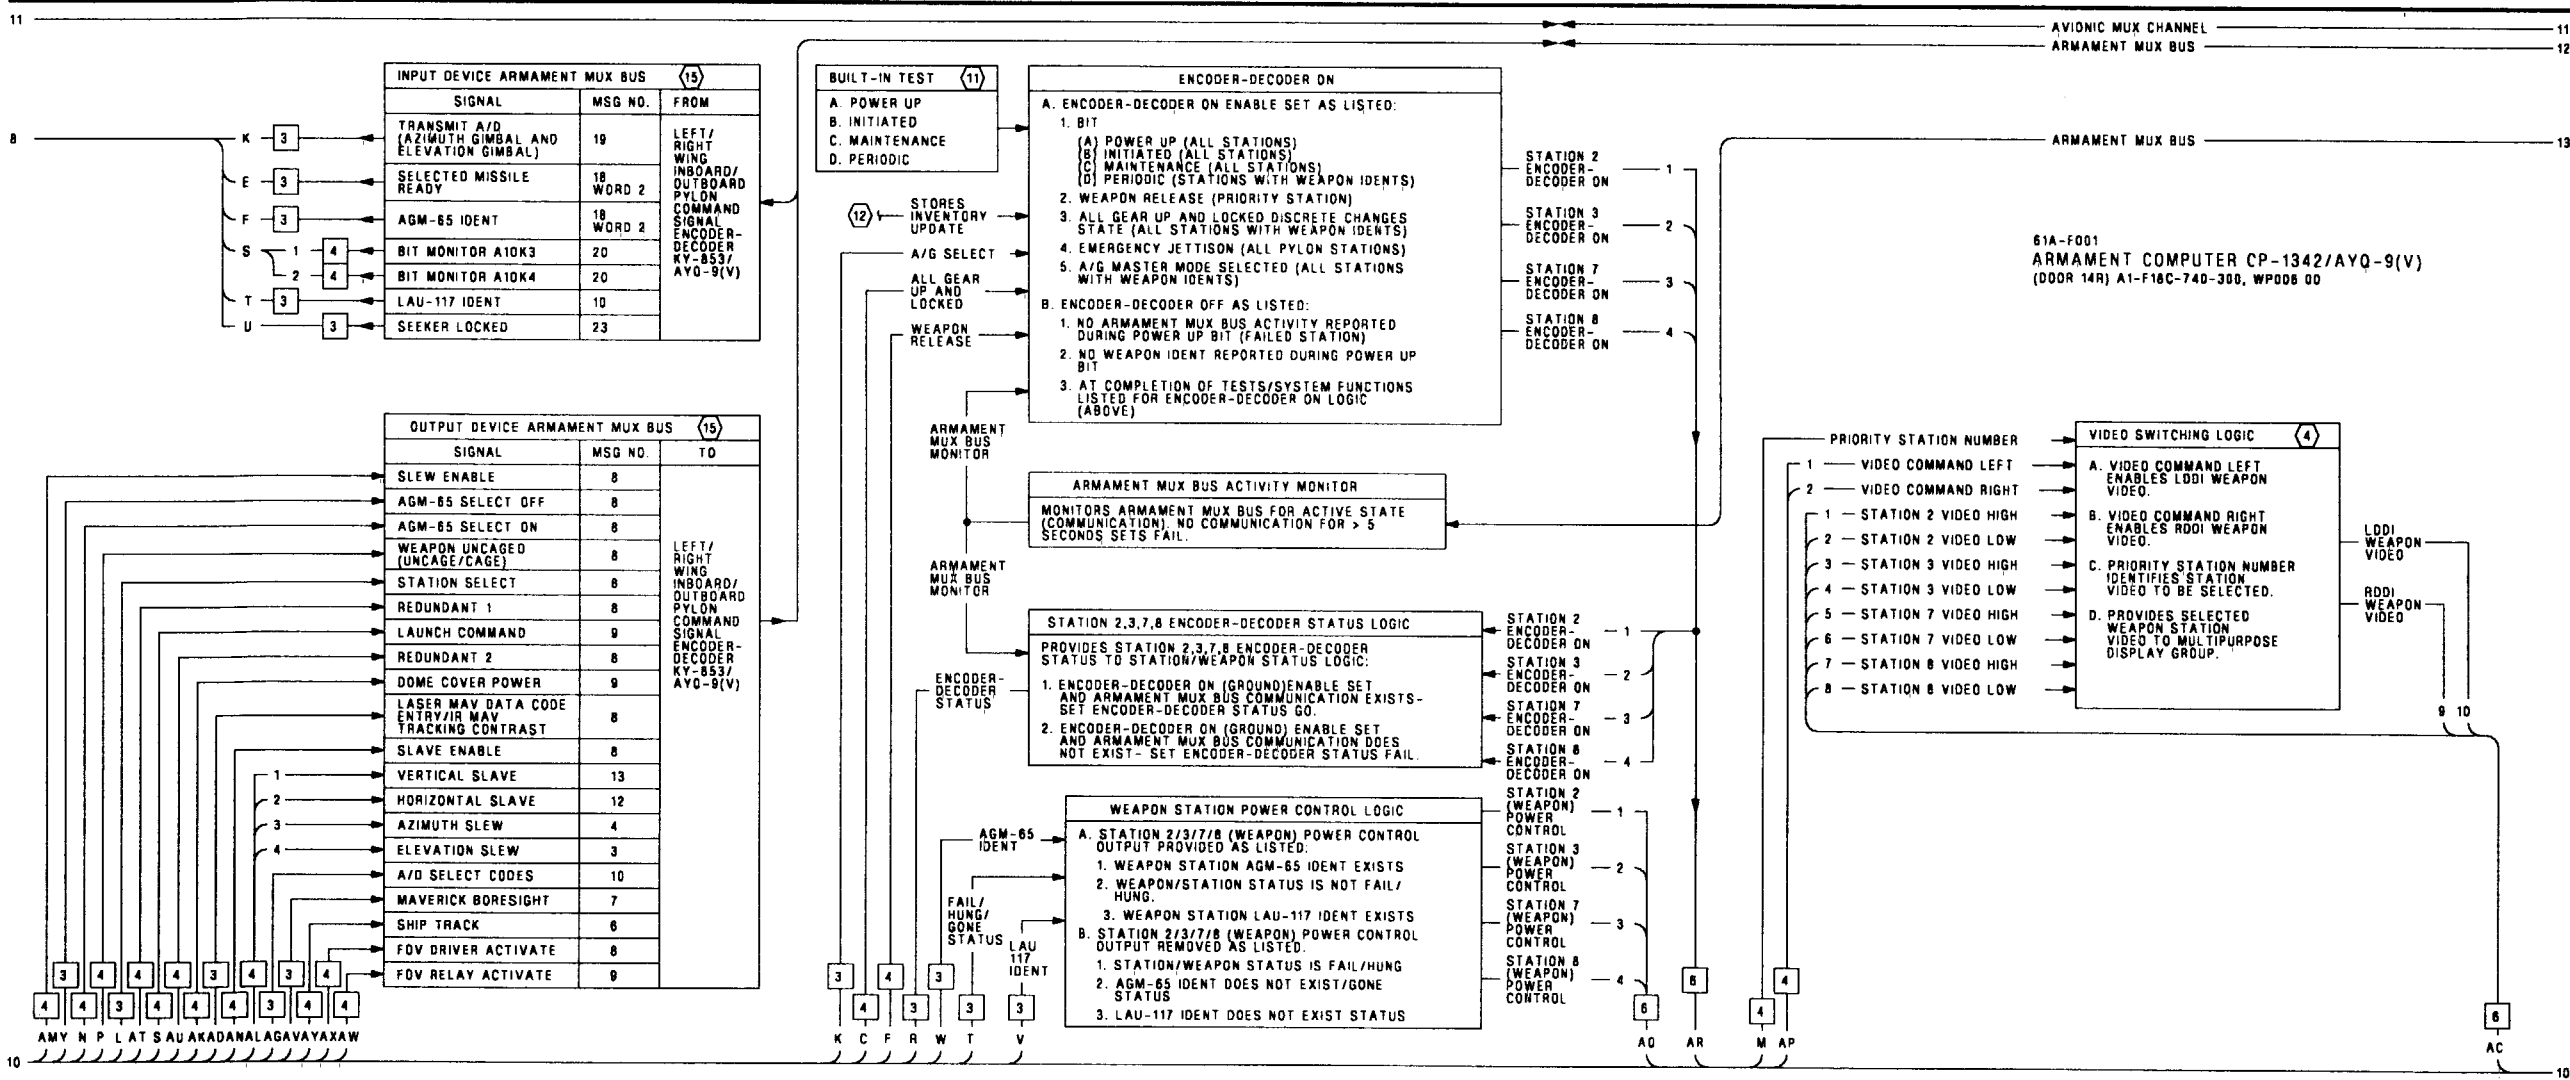 11
AVIONIC MUX CHANNEL
11
ARMAMENT MUX BUS
12
INPUT DEVICE ARMAMENT MUX BUS 15
SIGNAL MSG NO. FROM
8
K 3 TRANSMIT A/D
(AZIMUTH GIMBAL AND
ELEVATION GIMBAL) 19
E 3 SELECTED MISSILE
READY 18
WORD 2
F 3 AGM-65 IDENT 18
WORD 2
S 1 4 BIT MONITOR A10K3 20
2 4 BIT MONITOR A10K4 20
T 3 LAU-117 IDENT 10
U 3 SEEKER LOCKED 23
LEFT/
RIGHT
WING
INBOARD/
OUTBOARD
PYLON
COMMAND
SIGNAL
ENCODER-
DECODER
KY-853/
AYQ-9(V)
BUILT-IN TEST 11
A. POWER UP
B. INITIATED
C. MAINTENANCE
D. PERIODIC
12
STORES
INVENTORY
UPDATE
A/G SELECT
ALL GEAR
UP AND
LOCKED
WEAPON
RELEASE
ENCODER-DECODER ON
A. ENCODER-DECODER ON ENABLE SET AS LISTED:
1. BIT
(A) POWER UP (ALL STATIONS)
(B) INITIATED (ALL STATIONS)
(C) MAINTENANCE (ALL STATIONS)
(D) PERIODIC (STATIONS WITH WEAPON IDENTS)
2. WEAPON RELEASE (PRIORITY STATION)
3. ALL GEAR UP AND LOCKED DISCRETE CHANGES
STATE (ALL STATIONS WITH WEAPON IDENTS)
4. EMERGENCY JETTISON (ALL PYLON STATIONS)
5. A/G MASTER MODE SELECTED (ALL STATIONS
WITH WEAPON IDENTS)
B. ENCODER-DECODER OFF AS LISTED:
1. NO ARMAMENT MUX BUS ACTIVITY REPORTED
DURING POWER UP BIT (FAILED STATION)
2. NO WEAPON IDENT REPORTED DURING POWER UP
BIT
3. AT COMPLETION OF TESTS/SYSTEM FUNCTIONS
LISTED FOR ENCODER-DECODER ON LOGIC
(ABOVE)
STATION 2
ENCODER-
DECODER ON 1
STATION 3
ENCODER-
DECODER ON 2
STATION 7
ENCODER-
DECODER ON 3
STATION 8
ENCODER-
DECODER ON 4
ARMAMENT MUX BUS
13
61A-F001
ARMAMENT COMPUTER CP-1342/AYQ-9(V)
(DOOR 14R) A1-F18C-740-300, WP006 00
OUTPUT DEVICE ARMAMENT MUX BUS 15
SIGNAL MSG NO. TO
SLEW ENABLE 8
AGM-65 SELECT OFF 8
AGM-65 SELECT ON 8
WEAPON UNCAGED
(UNCAGE/CAGE) 8
STATION SELECT 8
REDUNDANT 1 8
LAUNCH COMMAND 9
REDUNDANT 2 8
DOME COVER POWER 9
LASER MAV DATA CODE
ENTRY/IR MAV
TRACKING CONTRAST 8
SLAVE ENABLE 8
1 VERTICAL SLAVE 13
2 HORIZONTAL SLAVE 12
3 AZIMUTH SLEW 4
4 ELEVATION SLEW 3
A/D SELECT CODES 10
MAVERICK BORESIGHT 7
SHIP TRACK 6
FOV DRIVER ACTIVATE 8
FOV RELAY ACTIVATE 9
LEFT/
RIGHT
WING
INBOARD/
OUTBOARD
PYLON
COMMAND
SIGNAL
ENCODER-
DECODER
KY-853/
AYQ-9(V)
ARMAMENT
MUX BUS
MONITOR
ARMAMENT MUX BUS ACTIVITY MONITOR
MONITORS ARMAMENT MUX BUS FOR ACTIVE STATE
(COMMUNICATION). NO COMMUNICATION FOR > 5
SECONDS SETS FAIL.
ARMAMENT
MUX BUS
MONITOR
STATION 2,3,7,8 ENCODER-DECODER STATUS LOGIC
PROVIDES STATION 2,3,7,8 ENCODER-DECODER
STATUS TO STATION/WEAPON STATUS LOGIC:
1. ENCODER-DECODER ON (GROUND)ENABLE SET
AND ARMAMENT MUX BUS COMMUNICATION EXISTS-
SET ENCODER-DECODER STATUS GO.
2. ENCODER-DECODER ON (GROUND) ENABLE SET
AND ARMAMENT MUX BUS COMMUNICATION DOES
NOT EXIST- SET ENCODER-DECODER STATUS FAIL.
ENCODER-
DECODER
STATUS
STATION 2
ENCODER-
DECODER ON 1
STATION 3
ENCODER-
DECODER ON 2
STATION 7
ENCODER-
DECODER ON 3
STATION 8
ENCODER-
DECODER ON 4
WEAPON STATION POWER CONTROL LOGIC
A. STATION 2/3/7/8 (WEAPON) POWER CONTROL
OUTPUT PROVIDED AS LISTED:
1. WEAPON STATION AGM-65 IDENT EXISTS
2. WEAPON/STATION STATUS IS NOT FAIL/
HUNG.
3. WEAPON STATION LAU-117 IDENT EXISTS
B. STATION 2/3/7/8 (WEAPON) POWER CONTROL
OUTPUT REMOVED AS LISTED.
1. STATION/WEAPON STATUS IS FAIL/HUNG
2. AGM-65 IDENT DOES NOT EXIST/GONE
STATUS
3. LAU-117 IDENT DOES NOT EXIST STATUS
AGM-65
IDENT
FAIL/
HUNG/
GONE
STATUS
LAU
117
IDENT
STATION 2
(WEAPON)
POWER
CONTROL 1
STATION 3
(WEAPON)
POWER
CONTROL 2
STATION 7
(WEAPON)
POWER
CONTROL 3
STATION 8
(WEAPON)
POWER
CONTROL 4
PRIORITY STATION NUMBER
1 VIDEO COMMAND LEFT
2 VIDEO COMMAND RIGHT
1 STATION 2 VIDEO HIGH
2 STATION 2 VIDEO LOW
3 STATION 3 VIDEO HIGH
4 STATION 3 VIDEO LOW
5 STATION 7 VIDEO HIGH
6 STATION 7 VIDEO LOW
7 STATION 8 VIDEO HIGH
8 STATION 8 VIDEO LOW
VIDEO SWITCHING LOGIC 4
A. VIDEO COMMAND LEFT
ENABLES LDDI WEAPON
VIDEO.
B. VIDEO COMMAND RIGHT
ENABLES RDDI WEAPON
VIDEO.
C. PRIORITY STATION NUMBER
IDENTIFIES STATION
VIDEO TO BE SELECTED.
D. PROVIDES SELECTED
WEAPON STATION
VIDEO TO MULTIPURPOSE
DISPLAY GROUP.
LDDI
WEAPON
VIDEO
RDDI
WEAPON
VIDEO
9 10
3 4 4 4 3 4 3 4 4
4 4 3 4 4 4 3 4 4
3 4 3 3
4 3 3
6 6 4 4 6
AM Y N P L AT S AU AK AD AN AL AG AV AY AX AW
K C F R W T V
AQ AR M AP AC
10
10